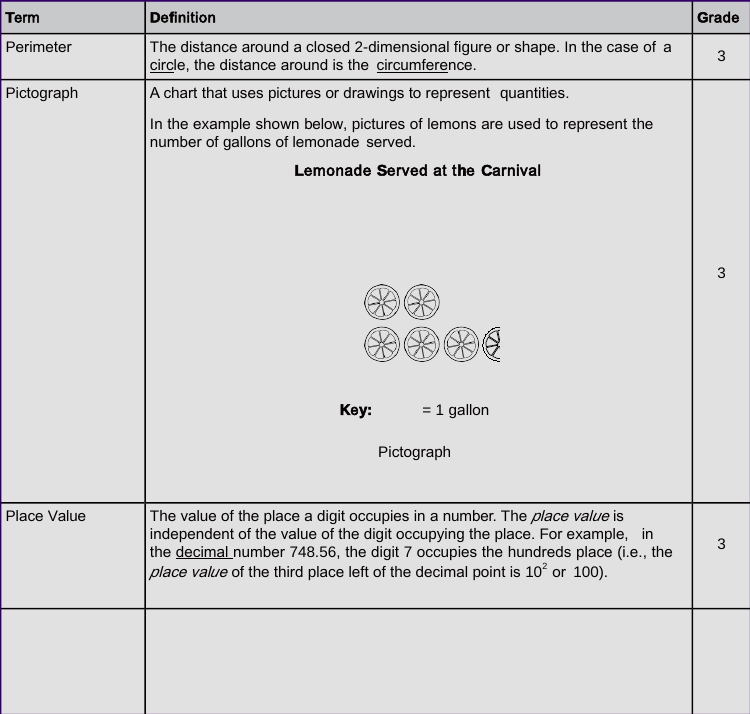 Term Definition Grade
Perimeter The distance around a closed 2-dimensional figure or shape. In the case of a
circle, the distance around is the circumference. 3
Pictograph A chart that uses pictures or drawings to represent quantities.
In the example shown below, pictures of lemons are used to represent the
number of gallons of lemonade served.
Lemonade Served at the Carnival
3
Key: = 1 gallon
Pictograph
Place Value The value of the place a digit occupies in a number. The place value is
independent of the value of the digit occupying the place. For example, in
the decimal number 748.56, the digit 7 occupies the hundreds place (i.e., the 3
place value of the third place left of the decimal point is 10² or 100).